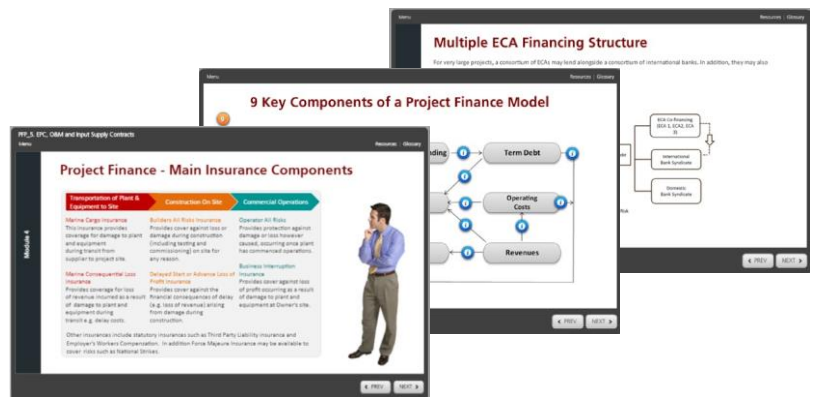 Menu
Resources | Glossary
Multiple ECA Financing Structure
For very large projects, a consortium of ECAs may lend alongside a consortium of international banks. In addition, they may also
ECA Co financing
(ECA 1, ECA2, ECA
3)
International
Bank Syndicate
Domestic
Bank Syndicate
PREV
NEXT
Menu
Resources | Glossary
9 Key Components of a Project Finance Model
9
Term Debt
Operating
Costs
Revenues
PREV
NEXT
PFP_5. EPC, O&M and Input Supply Contracts
Menu
Resources | Glossary
Module 4
Project Finance - Main Insurance Components
Transportation of Plant &
Equipment to Site
Construction On Site
Commercial Operations
Marine Cargo Insurance
This insurance provides
coverage for damage to plant
and equipment
during transit from
supplier to project site.
Marine Consequential Loss
Insurance
Provides coverage for loss
of revenue incurred as a result
of damage to plant and
equipment during
transit e.g. delay costs.
Builders All Risks Insurance
Provides cover against loss or
damage during construction
(including testing and
commissioning) on site for
any reason.
Delayed Start or Advance Loss of
Profit Insurance
Provides cover against the
financial consequences of delay
(e.g. loss of revenue) arising
from damage during
construction.
Operator All Risks
Provides protection against
damage or loss however
caused, occurring once plant
has commenced operations.
Business Interruption
Insurance
Provides cover against loss
of profit occurring as a result
of damage to plant and
equipment at Owner's site.
Other insurances include statutory insurances such as Third Party Liability insurance and
Employer's Workers Compensation. In addition Force Majeure Insurance may be available to
cover risks such as National Strikes.
PREV
NEXT